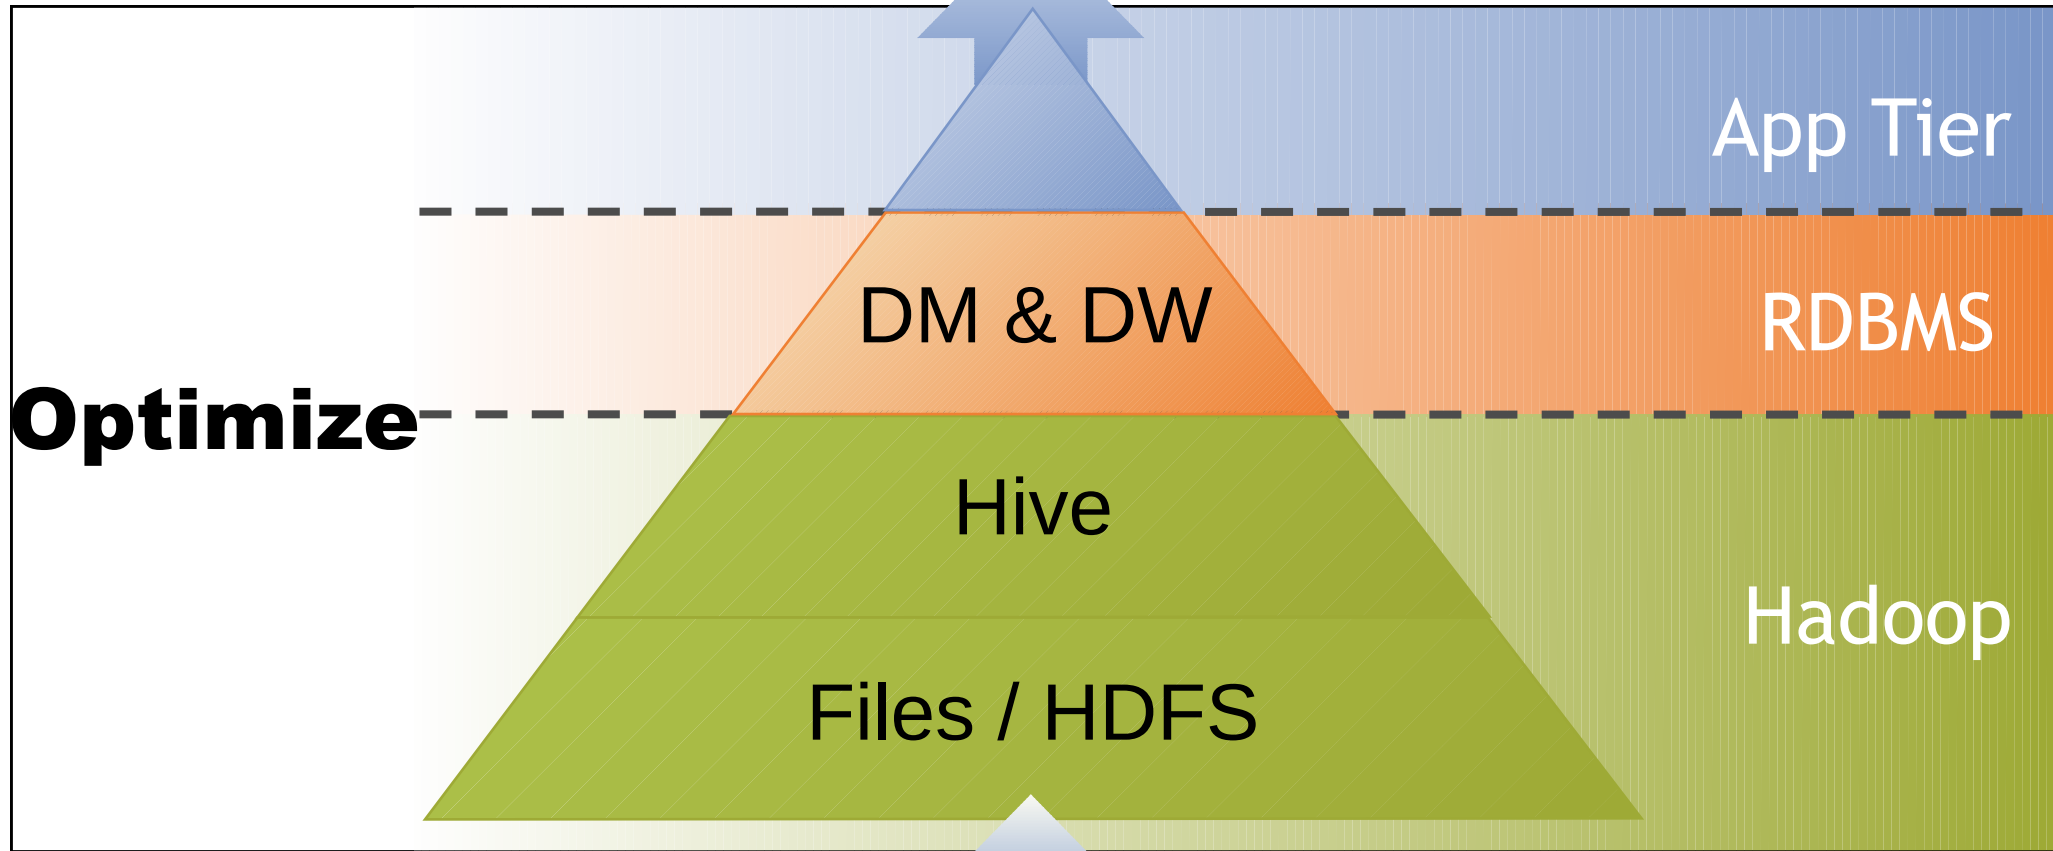 App Tier
DM & DW
RDBMS
Optimize
Hive
Hadoop
Files / HDFS